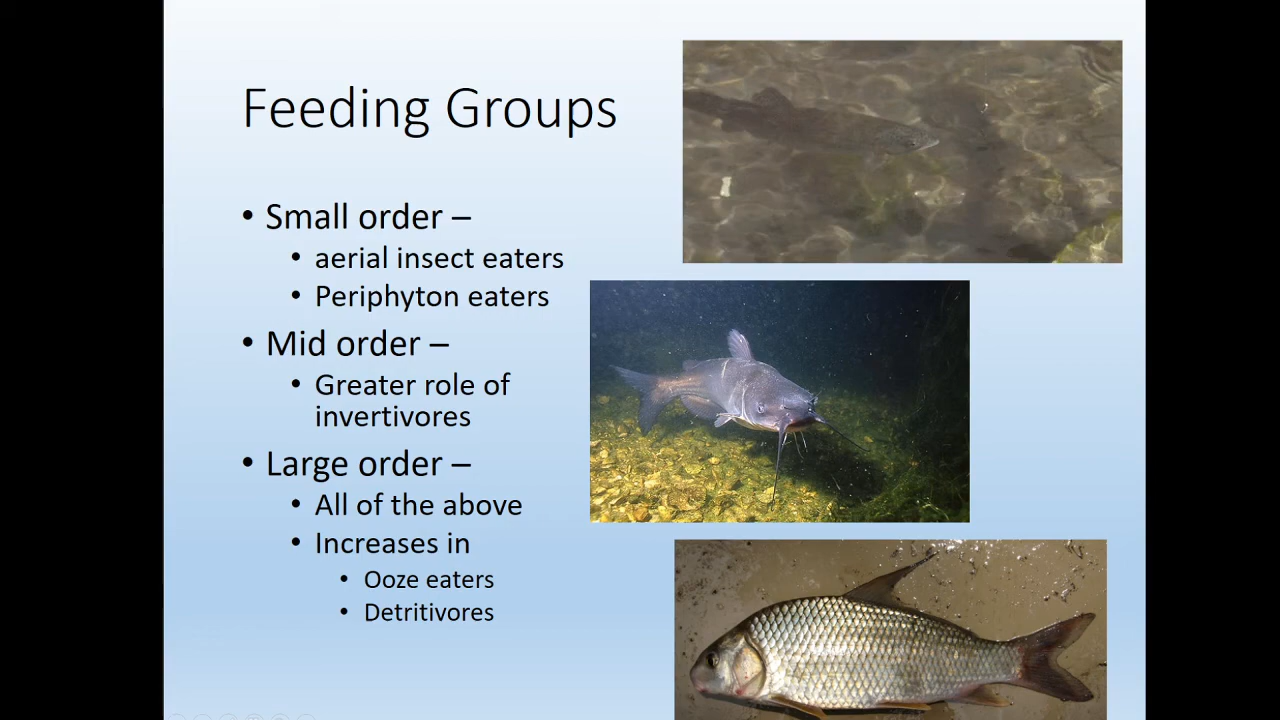 Feeding Groups
• Small order –
• aerial insect eaters
• Periphyton eaters
• Mid order –
• Greater role of
invertivores
• Large order –
• All of the above
• Increases in
• Ooze eaters
• Detritivores